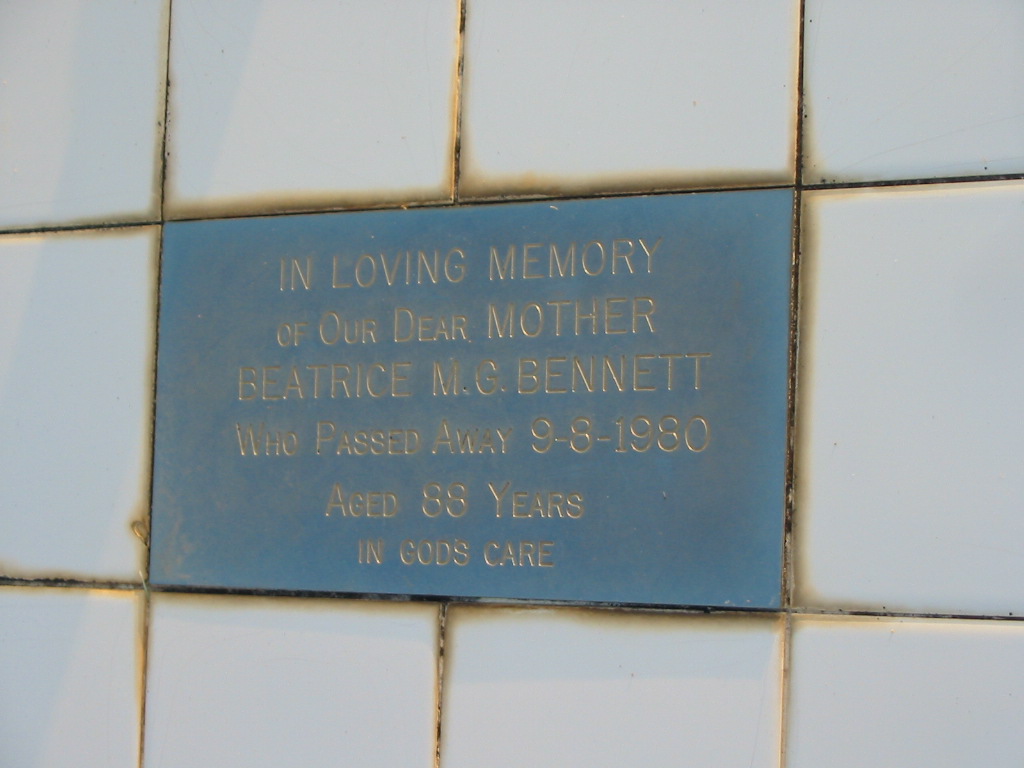 IN LOVING MEMORY
OF OUR DEAR MOTHER
BEATRICE M.G. BENNETT
WHO PASSED AWAY 9-8-1980
AGED 88 YEARS
IN GOD'S CARE